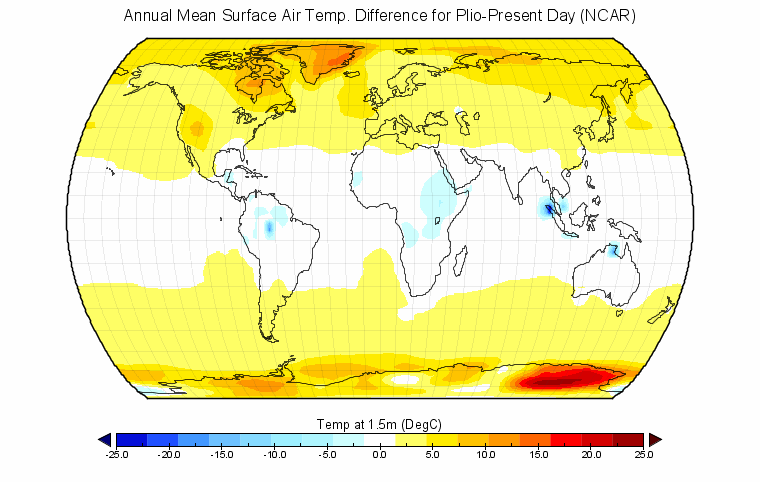 Annual Mean Surface Air Temp. Difference for Plio-Present Day (NCAR)
Temp at 1.5m (DegC)
-25.0 -20.0 -15.0 -10.0 -5.0 0.0 5.0 10.0 15.0 20.0 25.0